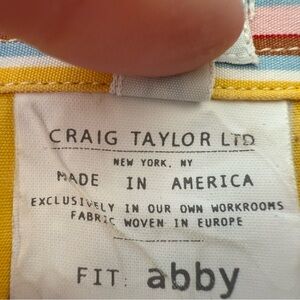 CRAIG TAYLOR LTD
NEW YORK, NY
MADE IN AMERICA
EXCLUSIVELY IN OUR OWN WORKROOMS
FABRIC WOVEN IN EUROPE
FIT: abby